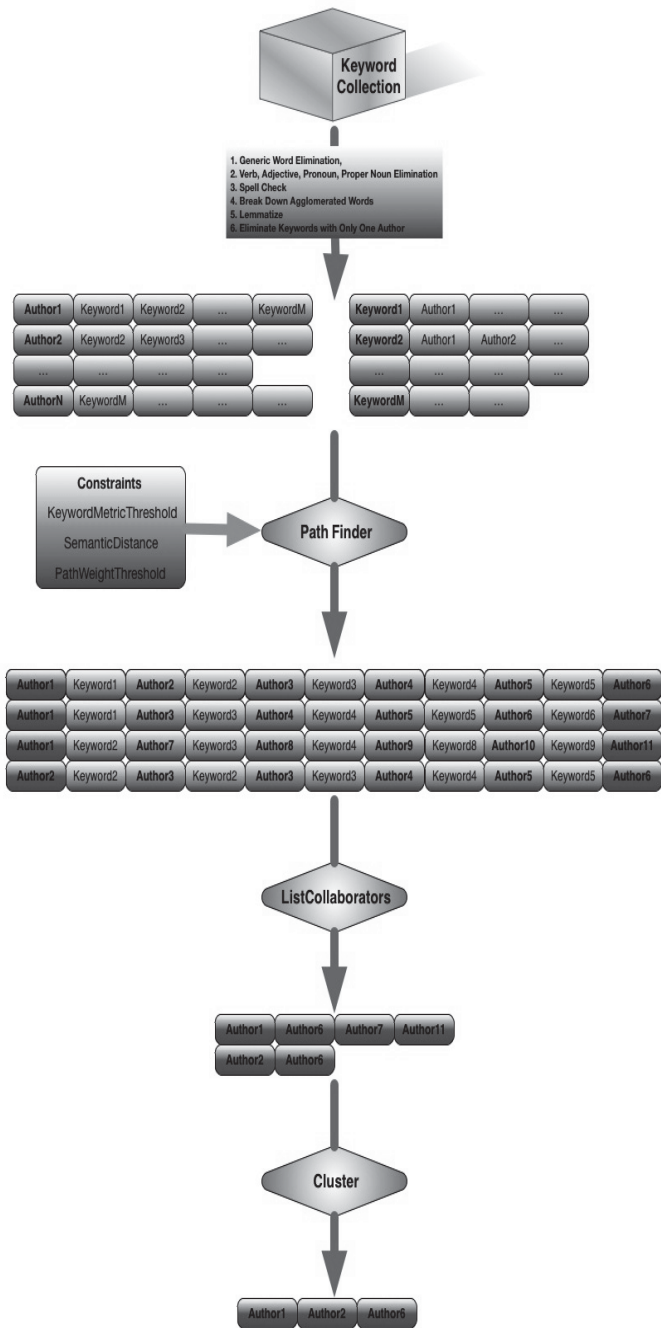 Keyword
Collection
1. Generic Word Elimination,
2. Verb, Adjective, Pronoun, Proper Noun Elimination
3. Spell Check
4. Break Down Agglomerated Words
5. Lemmatize
6. Eliminate Keywords with Only One Author
Author1 Keyword1 Keyword2 ... KeywordM
Author2 Keyword2 Keyword3 ... ...
... ... ... ...
AuthorN KeywordM ... ... ...
Keyword1 Author1 ... ...
Keyword2 Author1 Author2 ...
... ... ... ...
KeywordM ... ...
Constraints
KeywordMetricThreshold
SemanticDistance
PathWeightThreshold
Path Finder
Author1 Keyword1 Author2 Keyword2 Author3 Keyword3 Author4 Keyword4 Author5 Keyword5 Author6
Author1 Keyword1 Author3 Keyword3 Author4 Keyword4 Author5 Keyword5 Author6 Keyword6 Author7
Author1 Keyword2 Author7 Keyword3 Author8 Keyword4 Author9 Keyword8 Author10 Keyword9 Author11
Author2 Keyword2 Author3 Keyword2 Author3 Keyword3 Author4 Keyword4 Author5 Keyword5 Author6
ListCollaborators
Author1 Author6 Author7 Author11
Author2 Author6
Cluster
Author1 Author2 Author6